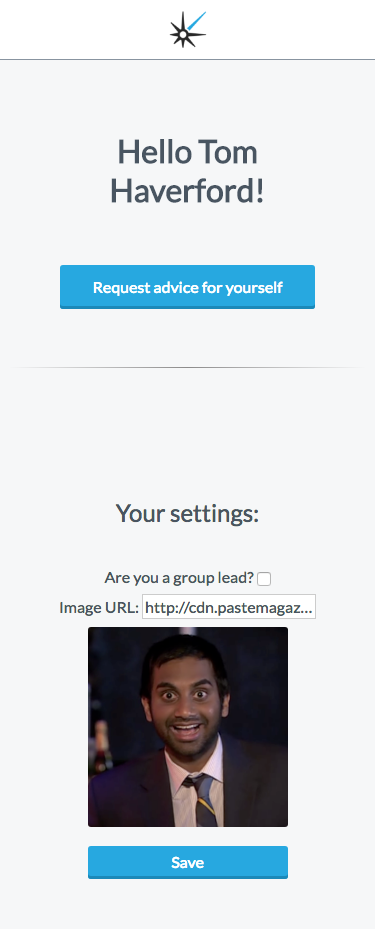 Hello Tom
Haverford!
Request advice for yourself
Your settings:
Are you a group lead?
Image URL: http://cdn.pastemagaz...
Save